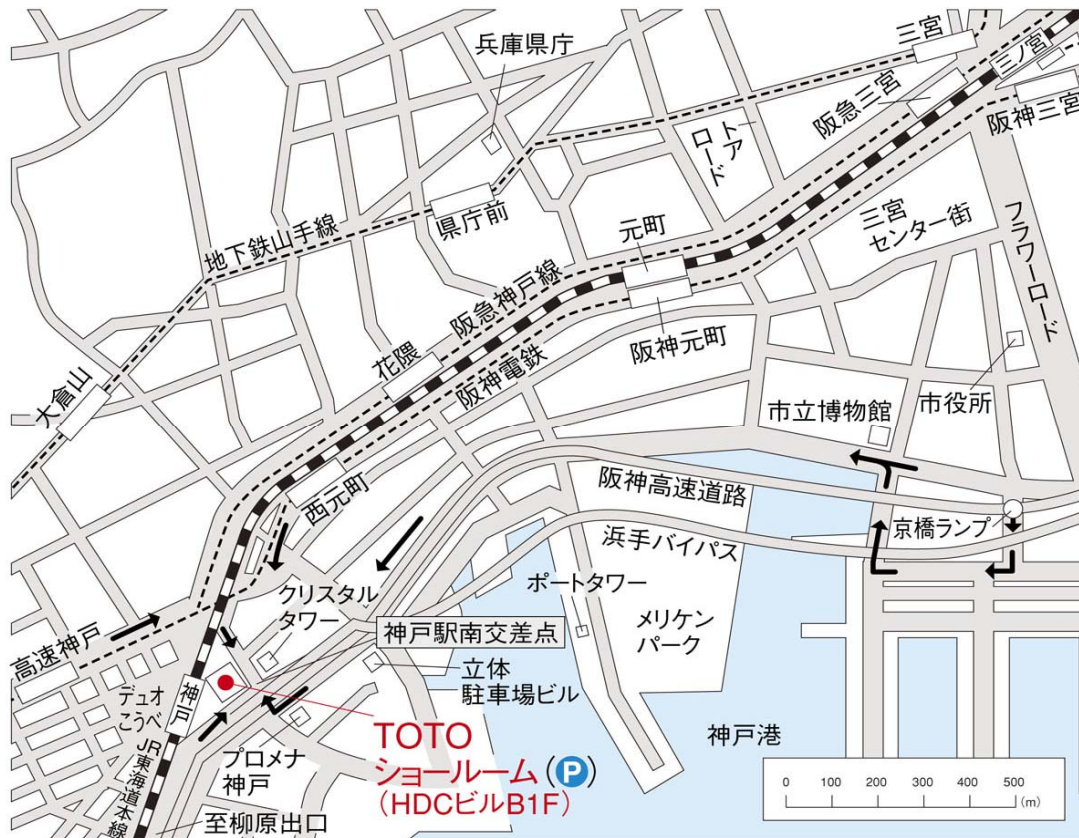 兵庫県庁
三宮
三ノ宮
阪急三宮
阪神三宮
トア
ロード
地下鉄山手線
県庁前
元町
三宮
センター街
フラワーロード
阪急神戸線
花隈
阪神電鉄
阪神元町
大倉山
市立博物館
市役所
西元町
阪神高速道路
京橋ランプ
浜手バイパス
クリスタル
タワー
ポートタワー
メリケン
パーク
神戸駅南交差点
高速神戸
立体
駐車場ビル
デュオ
こうべ
神戸
TOTO
ショールーム(P)
(HDCビルB1F)
神戸港
プロメナ
神戸
JR東海道本線
至柳原出口
0 100 200 300 400 500
(m)